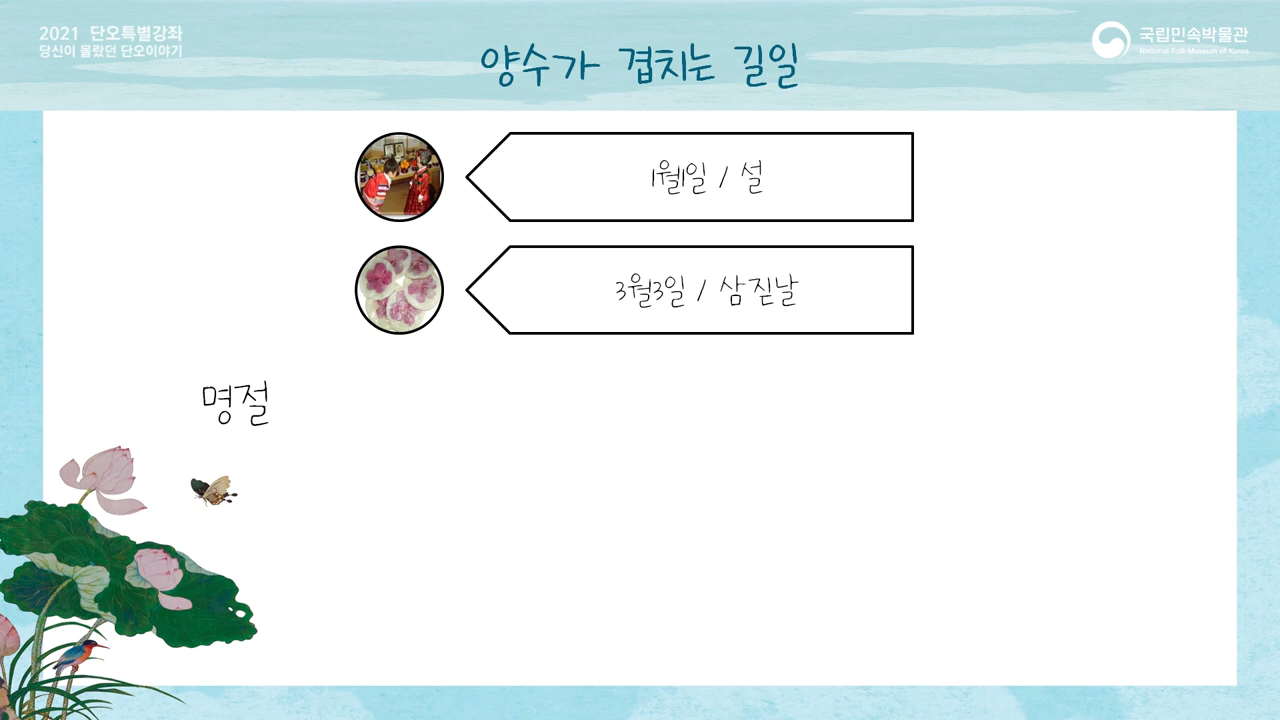 2021 단오특별강좌
당신이 몰랐던 단오이야기
국립민속박물관
National Folk Museum of Korea
양수가 겹치는 길일
1월1일 / 설
3월3일 / 삼짇날
명절